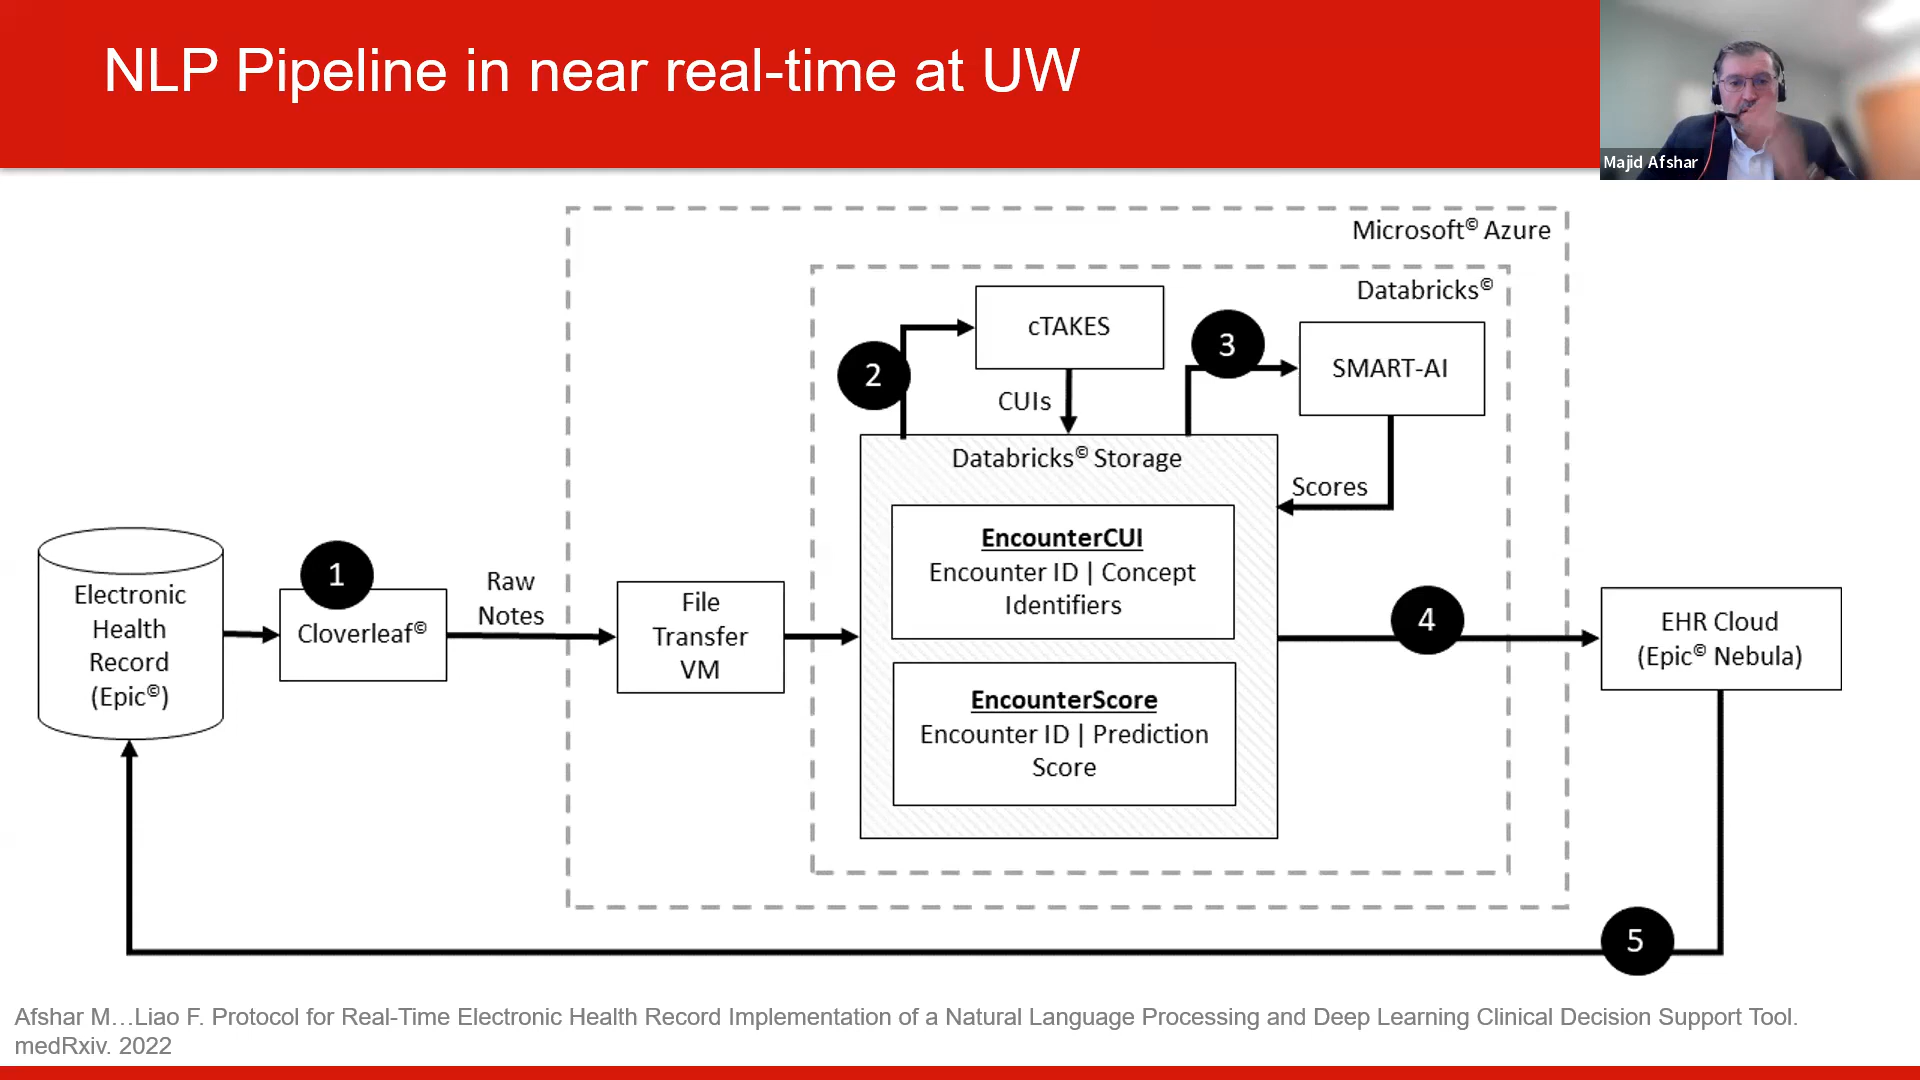 NLP Pipeline in near real-time at UW
Majid Afshar
Microsoft© Azure
Databricks©
cTAKES
3
SMART-AI
2
CUIs
Databricks© Storage
Scores
EncounterCUI
Encounter ID | Concept
Identifiers
1
Electronic
Health
Record
(Epic©)
Cloverleaf©
Raw
Notes
File
Transfer
VM
4
EHR Cloud
(Epic© Nebula)
EncounterScore
Encounter ID | Prediction
Score
5
Afshar M…Liao F. Protocol for Real-Time Electronic Health Record Implementation of a Natural Language Processing and Deep Learning Clinical Decision Support Tool.
medRxiv. 2022